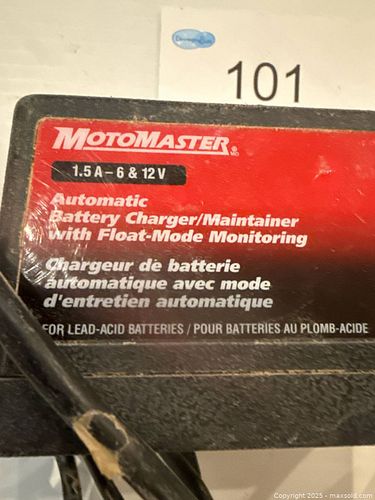 101
MOTOMASTER
1.5 A – 6 & 12 V
Automatic
Battery Charger/Maintainer
with Float-Mode Monitoring
Chargeur de batterie
automatique avec mode
d'entretien automatique
FOR LEAD-ACID BATTERIES / POUR BATTERIES AU PLOMB-ACIDE
Copyright 2025 - maxsold.com